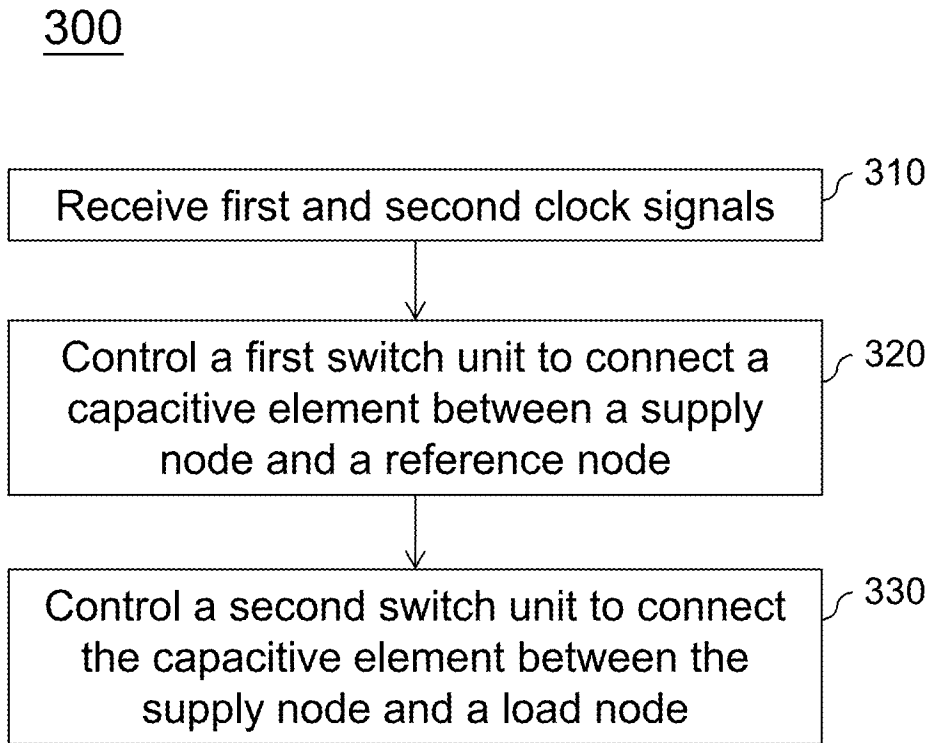 300
310
Receive first and second clock signals
320
Control a first switch unit to connect a
capacitive element between a supply
node and a reference node
330
Control a second switch unit to connect
the capacitive element between the
supply node and a load node